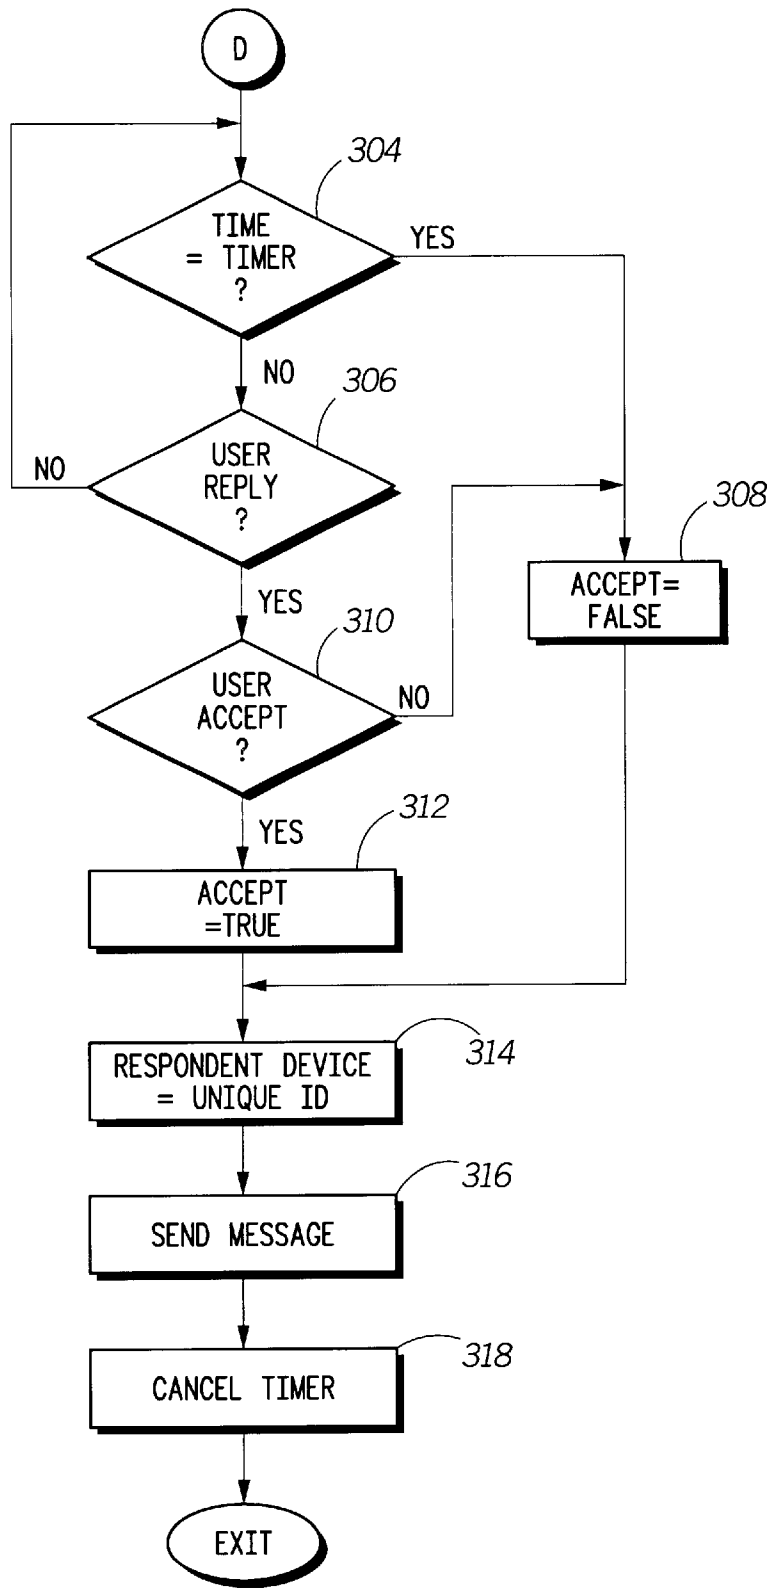 D
304
TIME
= TIMER
?
YES
NO
306
USER
REPLY
?
NO
308
ACCEPT=
FALSE
YES
310
USER
ACCEPT
?
NO
312
YES
ACCEPT
=TRUE
314
RESPONDENT DEVICE
= UNIQUE ID
316
SEND MESSAGE
318
CANCEL TIMER
EXIT